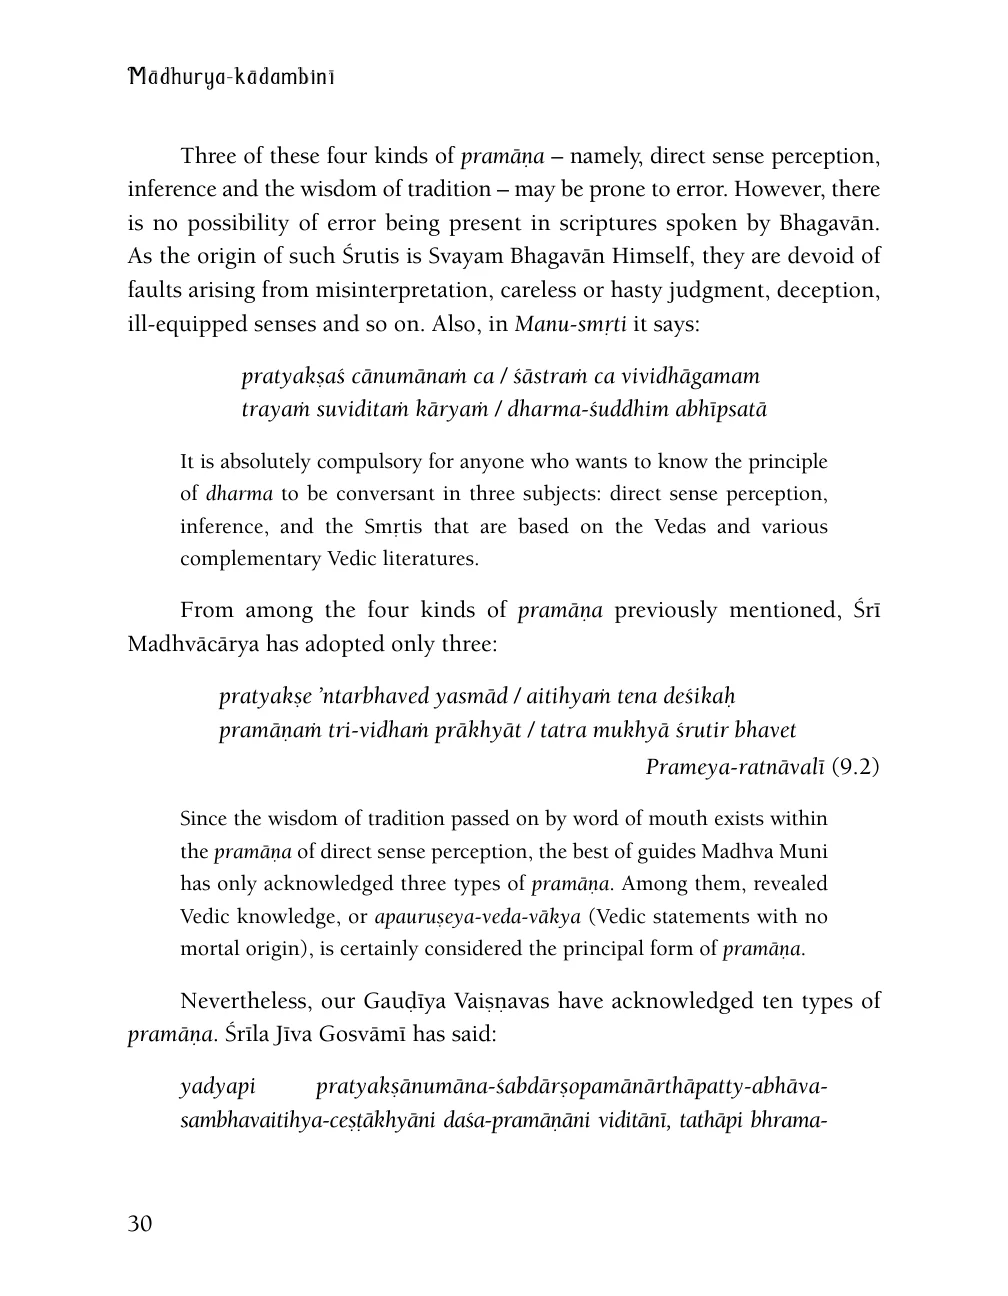 Mādhurya-kādambinī
Three of these four kinds of pramāṇa – namely, direct sense perception,
inference and the wisdom of tradition – may be prone to error. However, there
is no possibility of error being present in scriptures spoken by Bhagavān.
As the origin of such Śrutis is Svayam Bhagavān Himself, they are devoid of
faults arising from misinterpretation, careless or hasty judgment, deception,
ill-equipped senses and so on. Also, in Manu-smṛti it says:
pratyakṣaś cānumānaṁ ca / śāstraṁ ca vividhāgamam
trayaṁ suviditaṁ kāryaṁ / dharma-śuddhim abhīpsatā
It is absolutely compulsory for anyone who wants to know the principle
of dharma to be conversant in three subjects: direct sense perception,
inference, and the Smṛtis that are based on the Vedas and various
complementary Vedic literatures.
From among the four kinds of pramāṇa previously mentioned, Śrī
Madhvācārya has adopted only three:
pratyakṣe ’ntarbhaved yasmād / aitihyaṁ tena deśikaḥ
pramāṇaṁ tri-vidhaṁ prākhyāt / tatra mukhyā śrutir bhavet
Prameya-ratnāvalī (9.2)
Since the wisdom of tradition passed on by word of mouth exists within
the pramāṇa of direct sense perception, the best of guides Madhva Muni
has only acknowledged three types of pramāṇa. Among them, revealed
Vedic knowledge, or apauruṣeya-veda-vākya (Vedic statements with no
mortal origin), is certainly considered the principal form of pramāṇa.
Nevertheless, our Gauḍīya Vaiṣṇavas have acknowledged ten types of
pramāṇa. Śrīla Jīva Gosvāmī has said:
yadyapi pratyakṣānumāna-śabdārṣopamānārthāpatty-abhāva-
sambhavaitihya-ceṣṭākhyāni daśa-pramāṇāni viditānī, tathāpi bhrama-
30